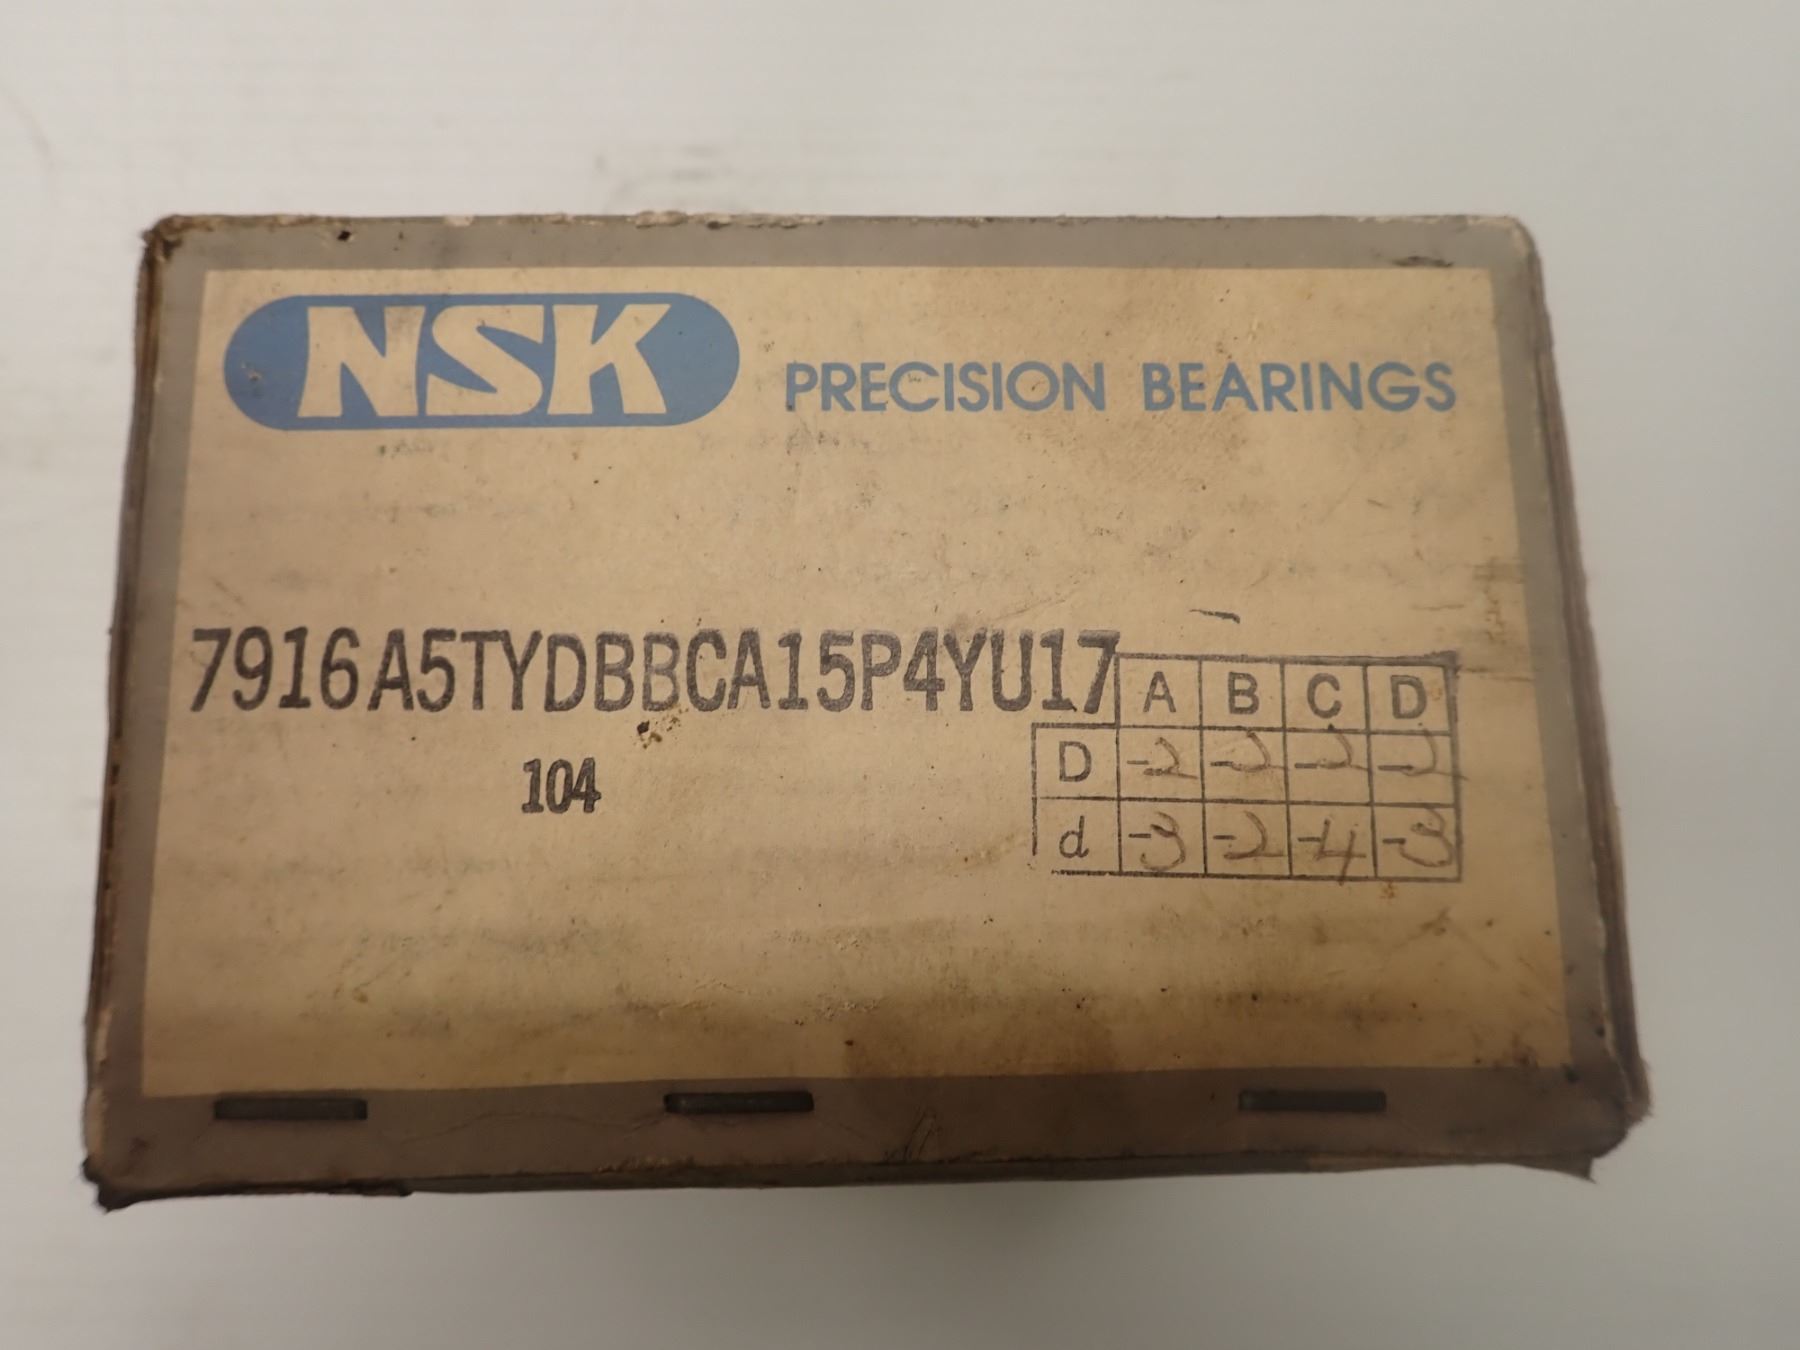 NSK PRECISION BEARINGS
7916A5TYDBBCA15P4YU17
104
A B C D
D -2 -2 -2 -2
d -3 -2 -4 -3